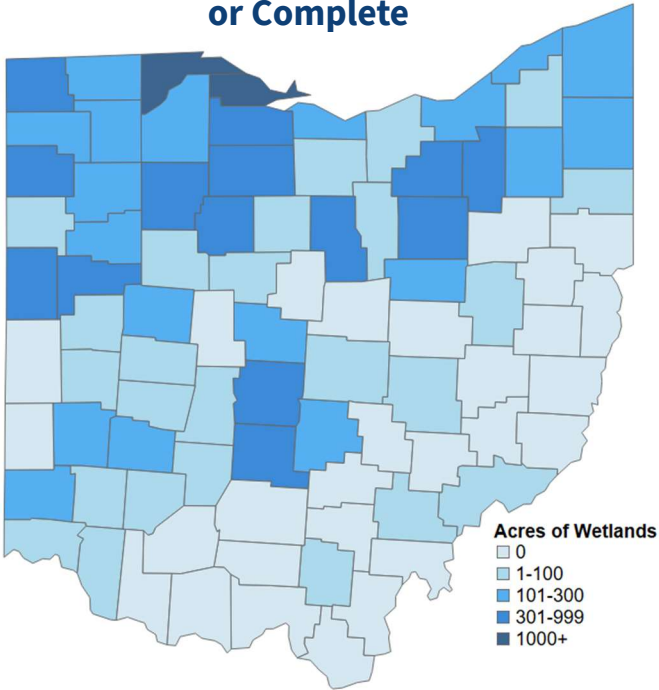 or Complete
Acres of Wetlands
0
1-100
101-300
301-999
1000+